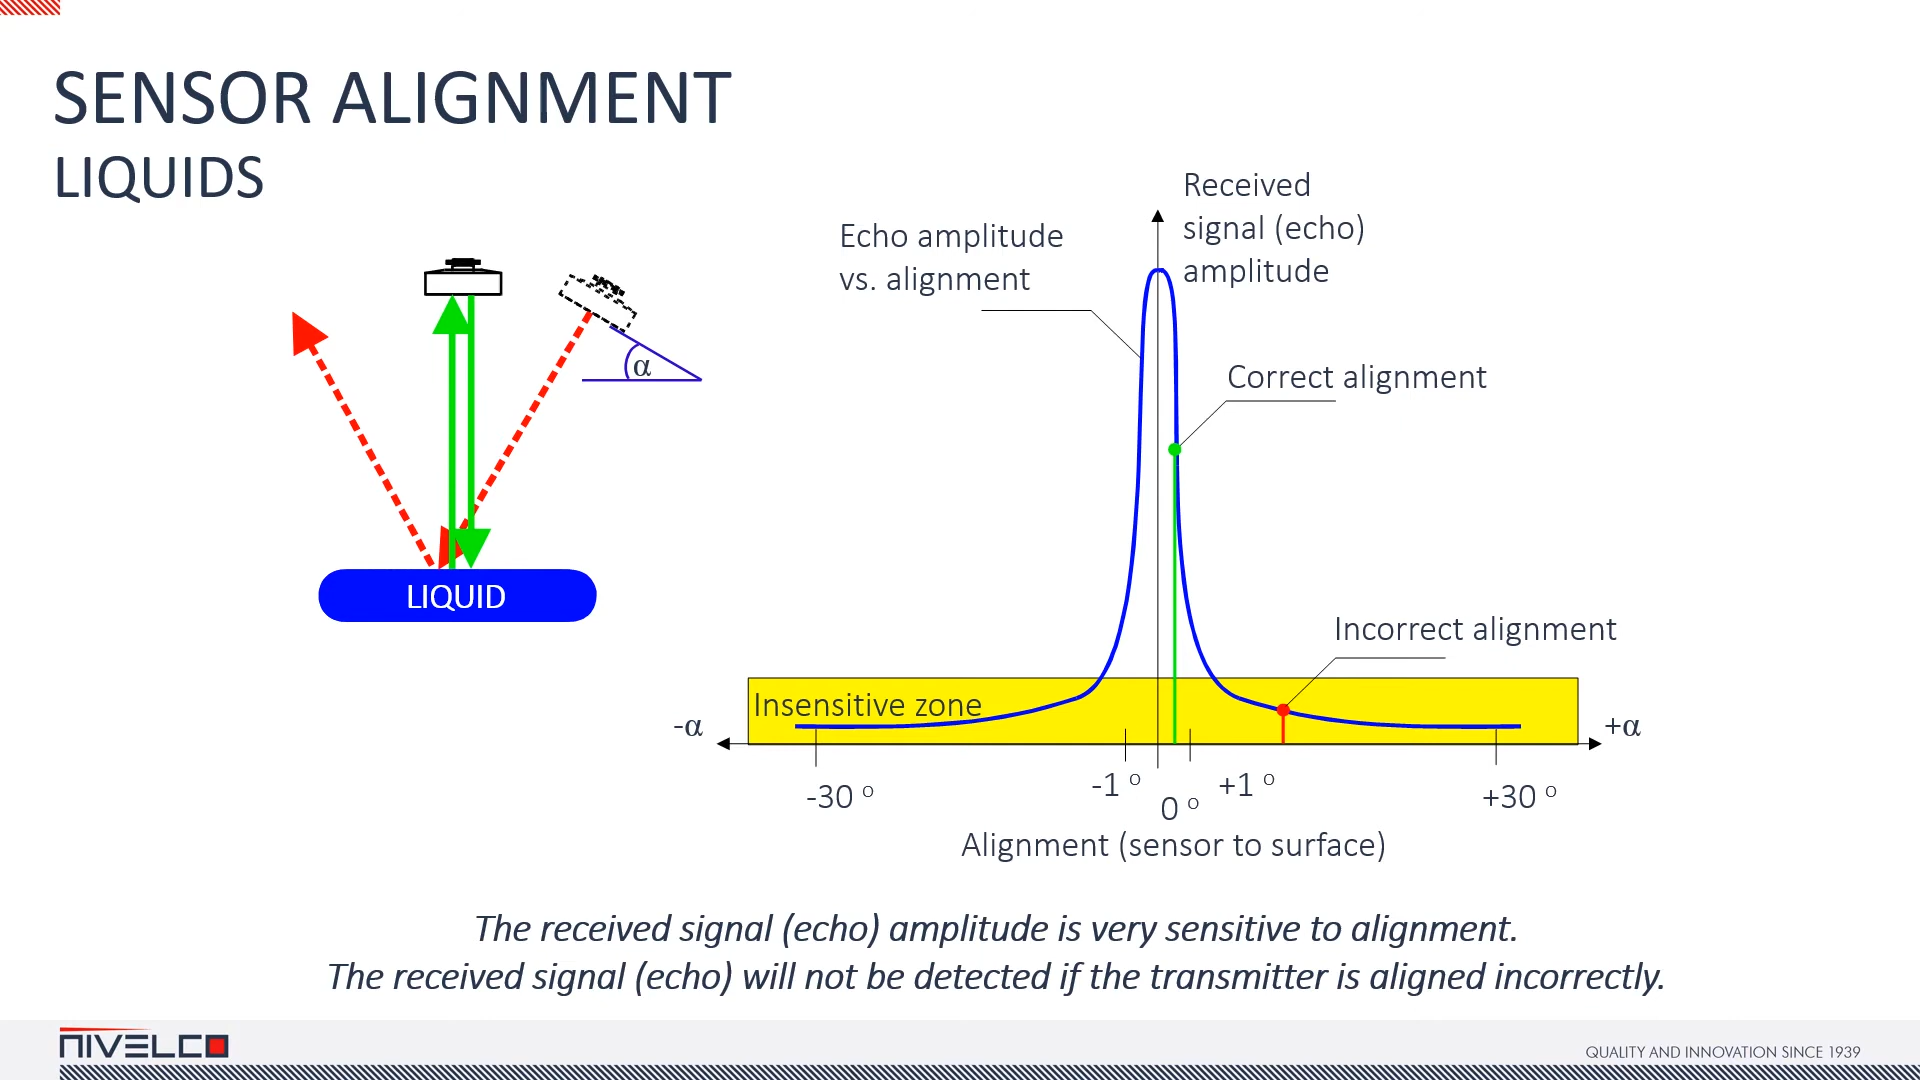 SENSOR ALIGNMENT
LIQUIDS
α
LIQUID
Echo amplitude
vs. alignment
Received
signal (echo)
amplitude
Correct alignment
Incorrect alignment
Insensitive zone
-α
+α
-30 °
-1 °
0 °
+1 °
+30 °
Alignment (sensor to surface)
The received signal (echo) amplitude is very sensitive to alignment.
The received signal (echo) will not be detected if the transmitter is aligned incorrectly.
NIVELCO
QUALITY AND INNOVATION SINCE 1939